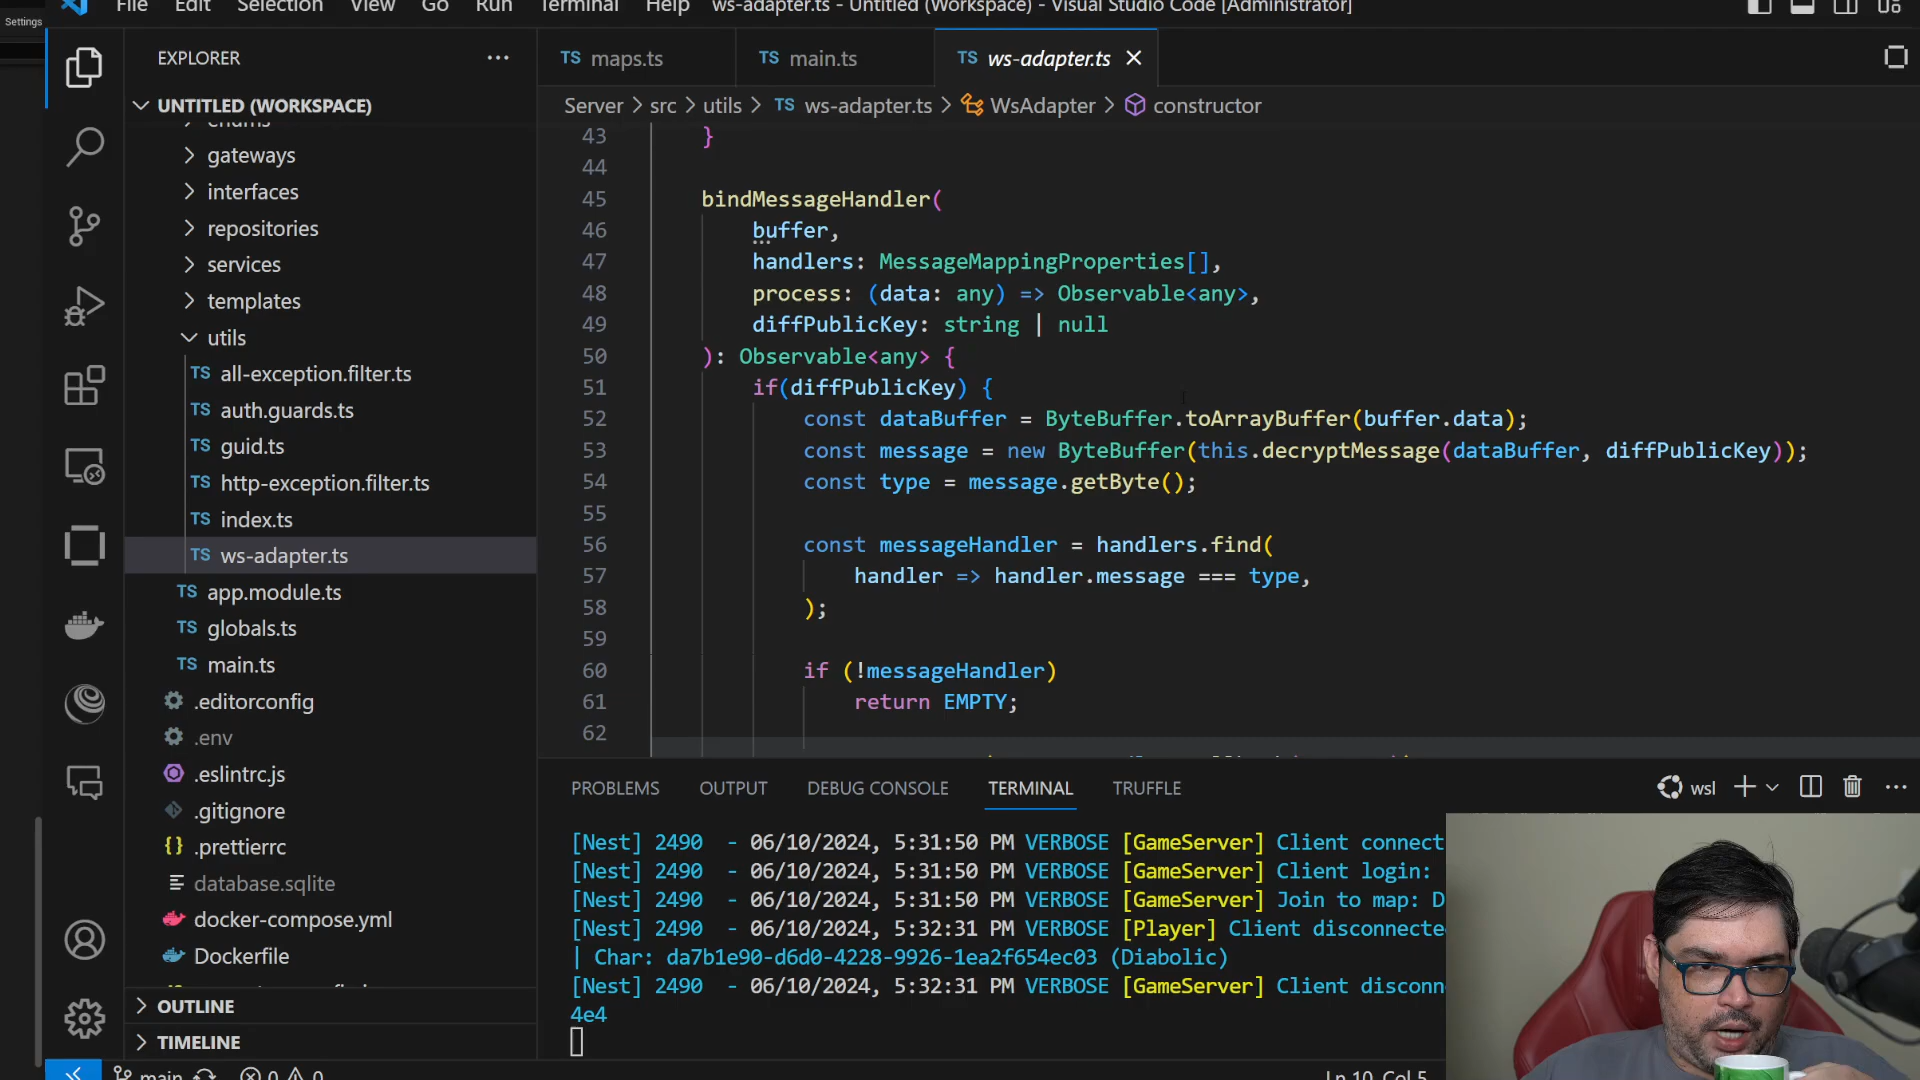 Settings
File Edit Selection View Go Run Terminal Help ws-adapter.ts - Untitled (Workspace) - Visual Studio Code [Administrator]
EXPLORER
UNTITLED (WORKSPACE)
enums
gateways
interfaces
repositories
services
templates
utils
TS all-exception.filter.ts
TS auth.guards.ts
TS guid.ts
TS http-exception.filter.ts
TS index.ts
TS ws-adapter.ts
TS app.module.ts
TS globals.ts
TS main.ts
.editorconfig
.env
.eslintrc.js
.gitignore
{} .prettierrc
database.sqlite
docker-compose.yml
Dockerfile
OUTLINE
TIMELINE
TS maps.ts TS main.ts TS ws-adapter.ts
Server > src > utils > TS ws-adapter.ts > WsAdapter > constructor
43 }
44
45 bindMessageHandler(
46 buffer,
47 handlers: MessageMappingProperties[],
48 process: (data: any) => Observable<any>,
49 diffPublicKey: string | null
50 ): Observable<any> {
51 if(diffPublicKey) {
52 const dataBuffer = ByteBuffer.toArrayBuffer(buffer.data);
53 const message = new ByteBuffer(this.decryptMessage(dataBuffer, diffPublicKey));
54 const type = message.getByte();
55
56 const messageHandler = handlers.find(
57 handler => handler.message === type,
58 );
59
60 if (!messageHandler)
61 return EMPTY;
62
PROBLEMS OUTPUT DEBUG CONSOLE TERMINAL TRUFFLE wsl
[Nest] 2490 - 06/10/2024, 5:31:50 PM VERBOSE [GameServer] Client connect
[Nest] 2490 - 06/10/2024, 5:31:50 PM VERBOSE [GameServer] Client login:
[Nest] 2490 - 06/10/2024, 5:31:50 PM VERBOSE [GameServer] Join to map: D
[Nest] 2490 - 06/10/2024, 5:32:31 PM VERBOSE [Player] Client disconnecte
| Char: da7b1e90-d6d0-4228-9926-1ea2f654ec03 (Diabolic)
[Nest] 2490 - 06/10/2024, 5:32:31 PM VERBOSE [GameServer] Client disconn
4e4
main 0 0 Ln 10, Col 5